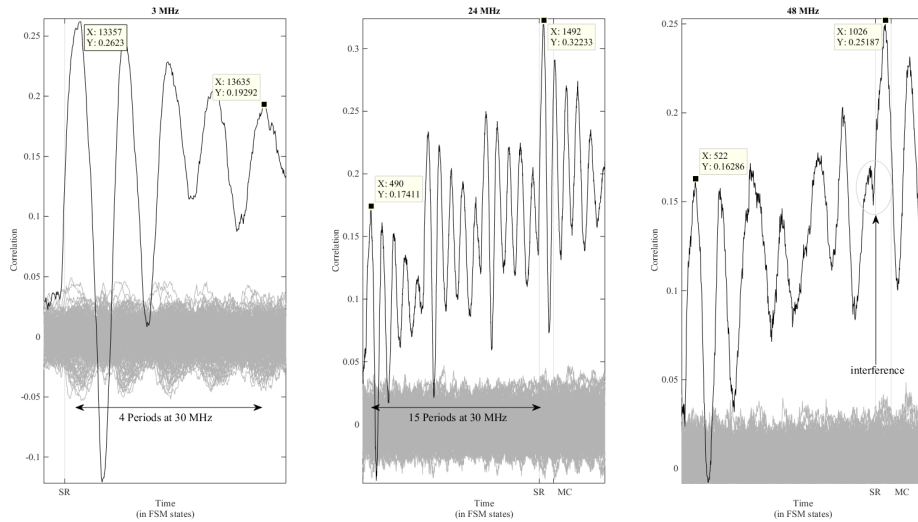 3 MHz
0.25
0.2
0.15
0.1
0.05
0
-0.05
-0.1
Correlation
X: 13357
Y: 0.2623
X: 13635
Y: 0.19292
4 Periods at 30 MHz
SR
Time
(in FSM states)
24 MHz
0.3
0.25
0.2
0.15
0.1
0.05
0
Correlation
X: 1492
Y: 0.32233
X: 490
Y: 0.17411
15 Periods at 30 MHz
SR MC
Time
(in FSM states)
48 MHz
0.25
0.2
0.15
0.1
0.05
0
Correlation
X: 1026
Y: 0.25187
X: 522
Y: 0.16286
interference
SR MC
Time
(in FSM states)